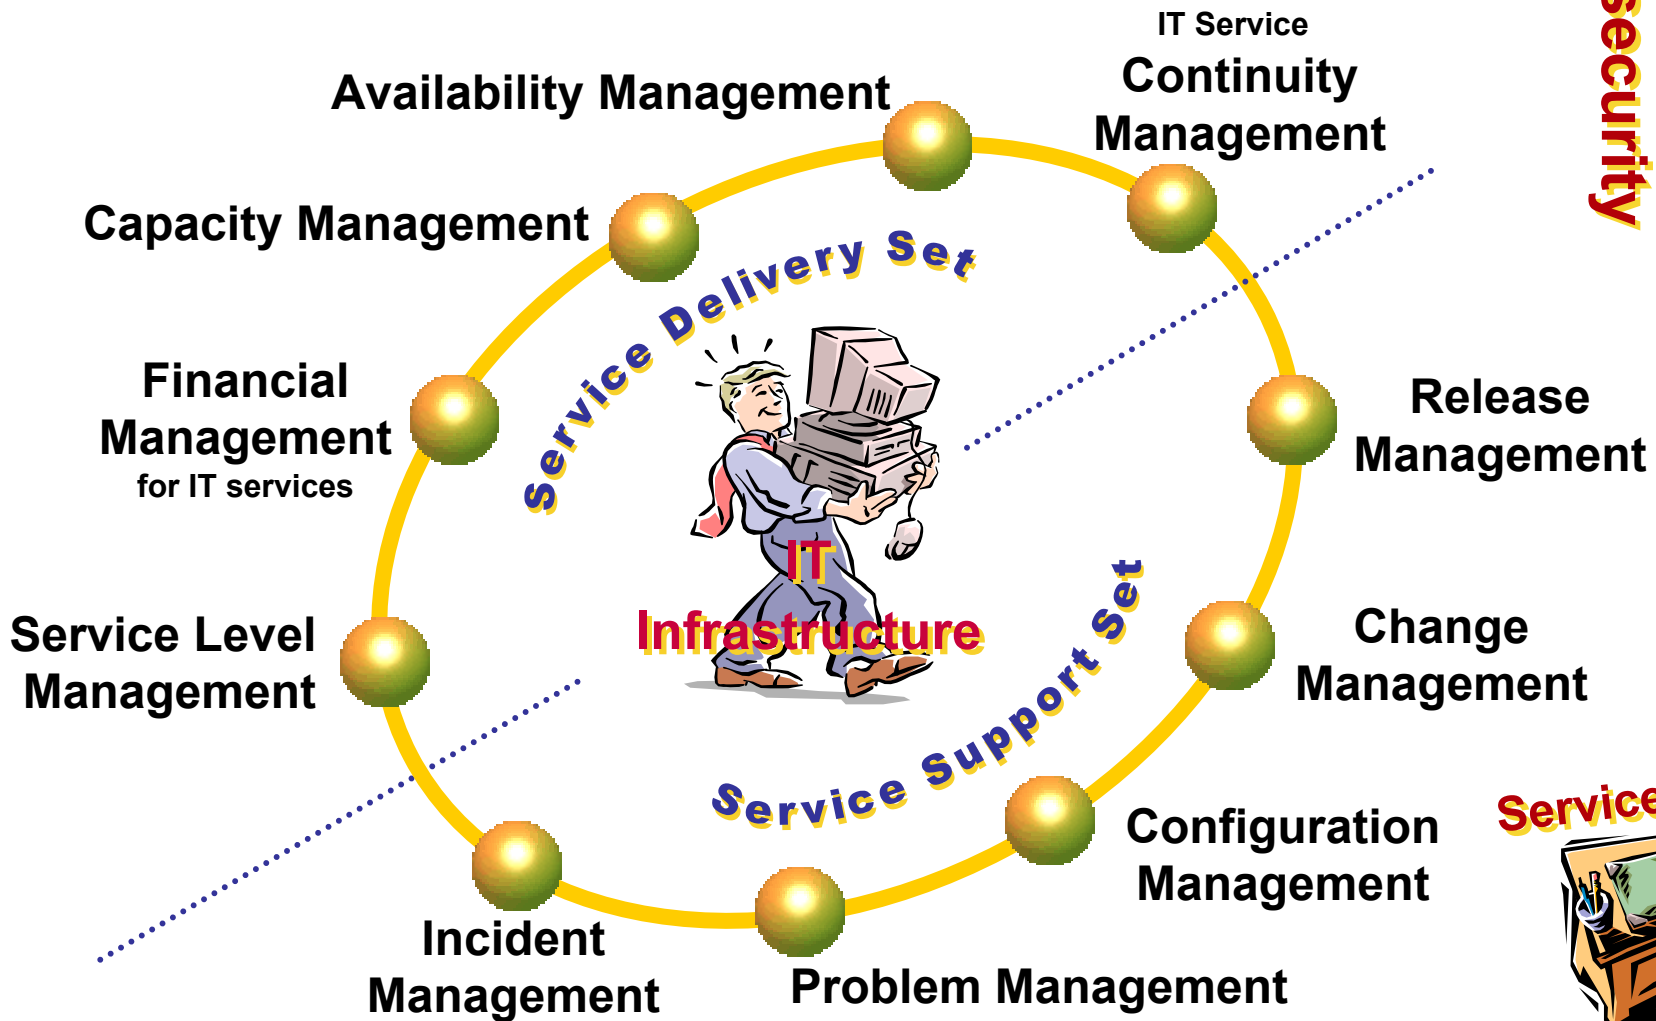 IT Service
Continuity
Management
security
Availability Management
Capacity Management
Service Delivery Set
Financial
Management
for IT services
Release
Management
IT
Infrastructure
Service Level
Management
Change
Management
Service Support Set
Service
Configuration
Management
Incident
Management
Problem Management